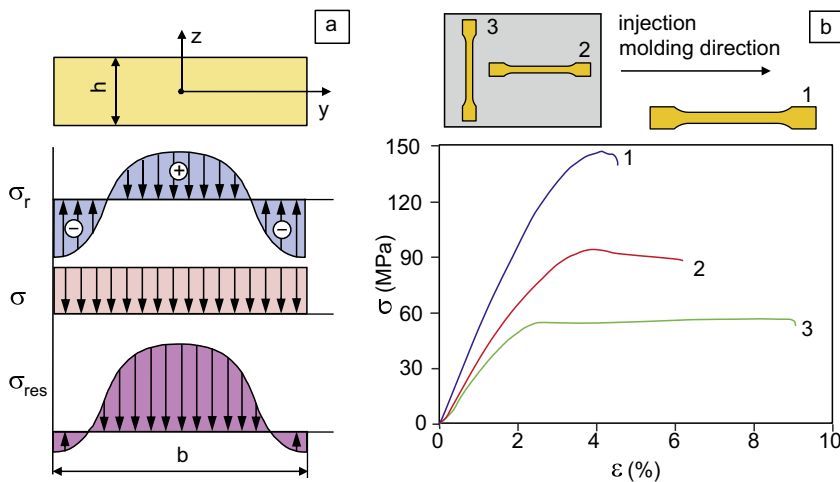 a
z
h
y
σr
+
−
−
σ
σres
b
b
3
2
injection
molding direction
1
150
120
90
60
30
0
σ (MPa)
1
2
3
0
2
4
6
8
10
ε (%)